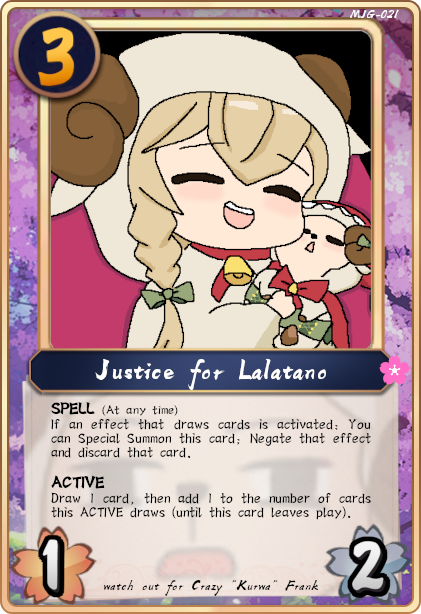 MJG-021
3
Justice for Lalatano
SPELL (At any time)
If an effect that draws cards is activated: You
can Special Summon this card; Negate that effect
and discard that card.
ACTIVE
Draw 1 card, then add 1 to the number of cards
this ACTIVE draws (until this card leaves play).
1
2
watch out for Crazy "Kurwa" Frank